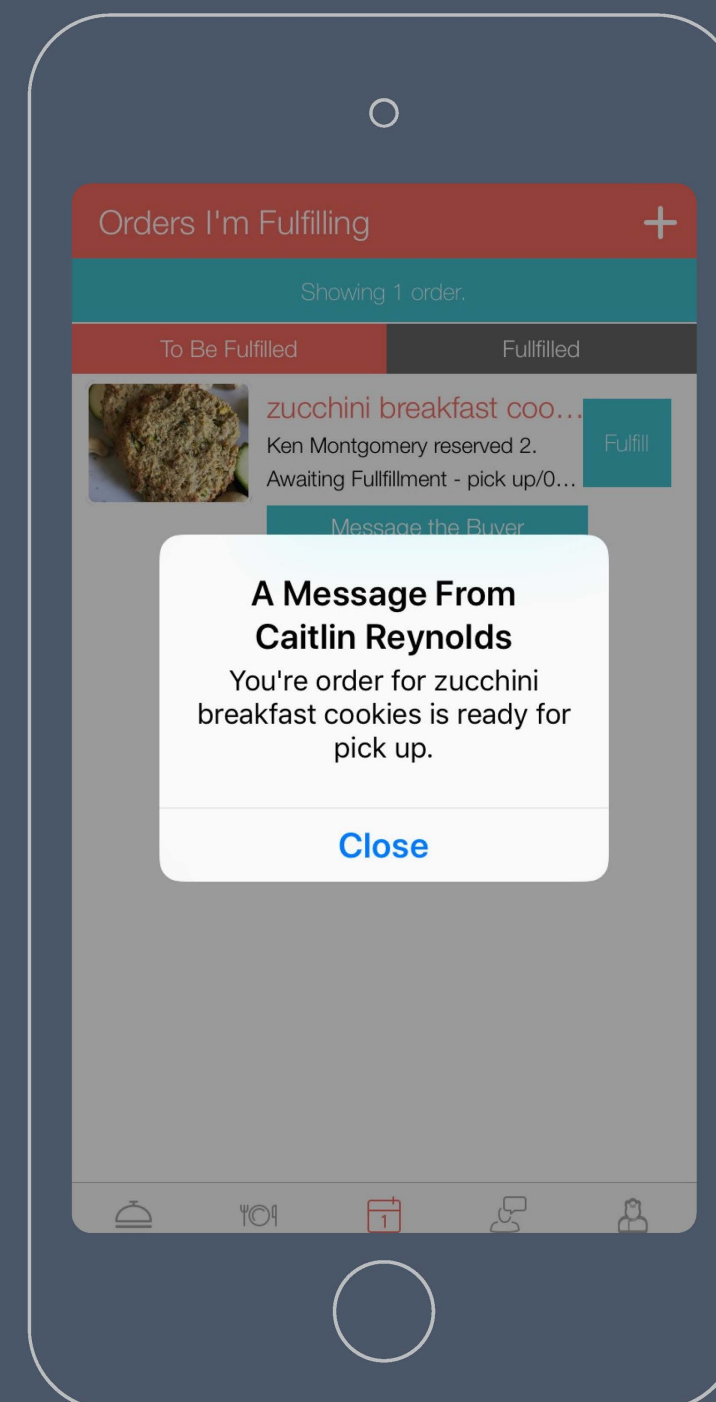 Orders I'm Fulfilling
Showing 1 order.
To Be Fulfilled
Fullfilled
zucchini breakfast coo...
Ken Montgomery reserved 2.
Fulfill
Awaiting Fullfillment - pick up/0...
Message the Buyer
A Message From
Caitlin Reynolds
You're order for zucchini
breakfast cookies is ready for
pick up.
Close
1